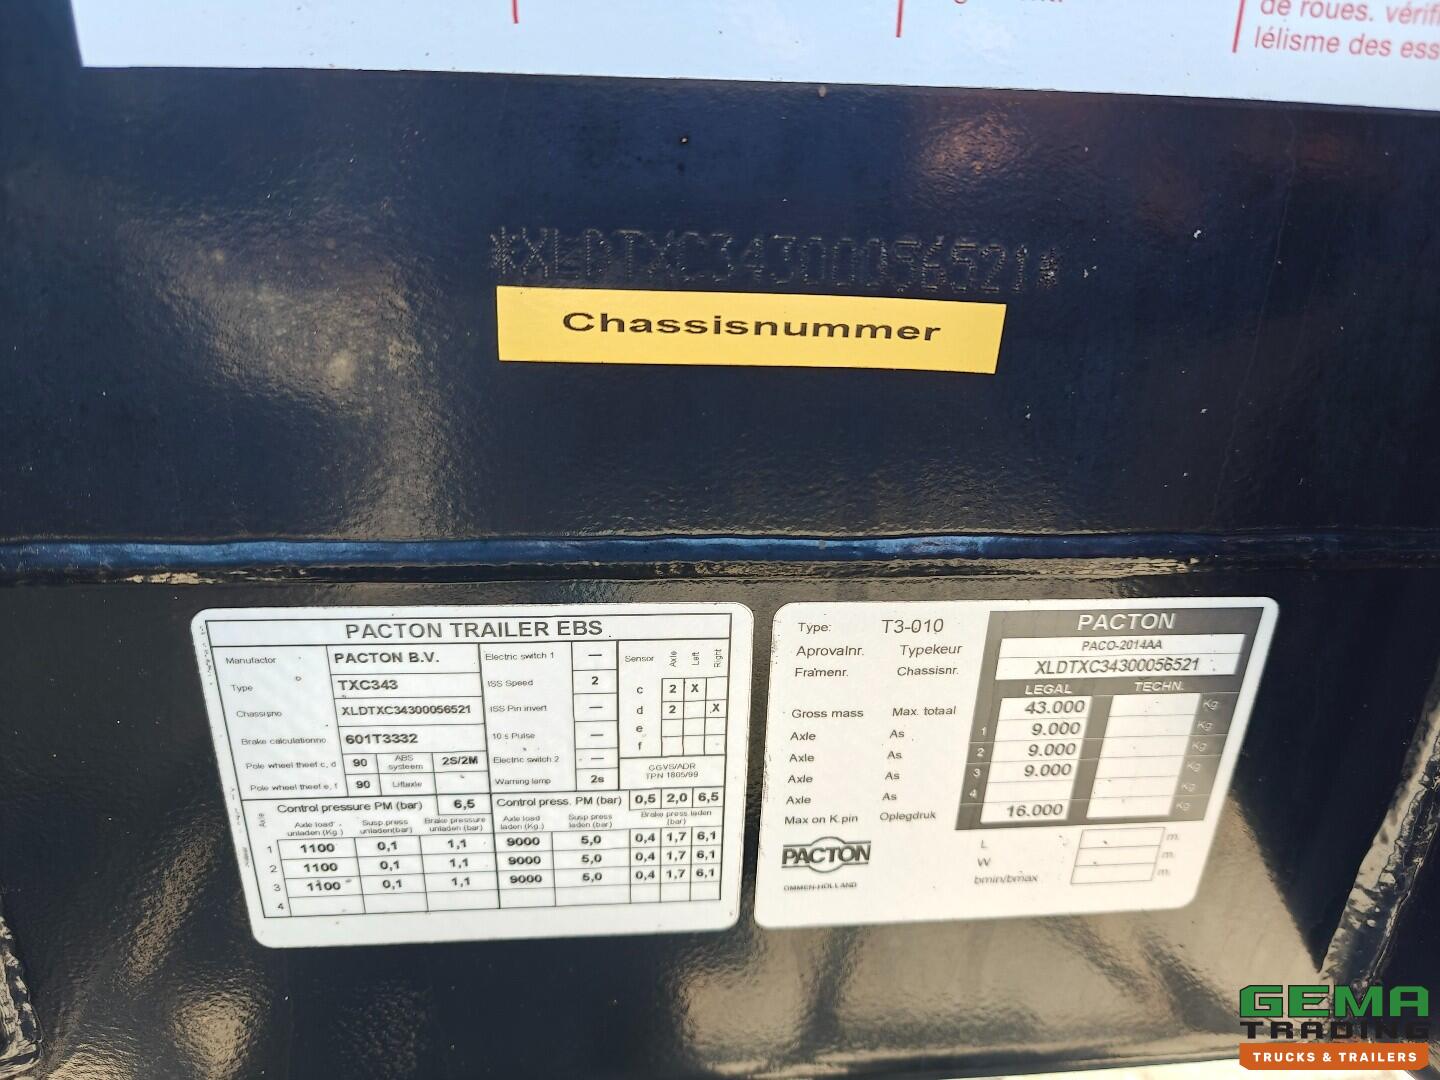 de roues. vérifi
lélisme des ess
*XLDTXC34300056521*
Chassisnummer
PACTON TRAILER EBS
Manufactor PACTON B.V. Electric switch 1 —
Type TXC343 ISS Speed 2
Chassisno XLDTXC34300056521 ISS Pin invert —
Brake calculationno. 601T3332 10 s Pulse —
Pole wheel theet c, d 90 ABS systeem 2S/2M Electric switch 2 —
Pole wheel theet e, f 90 Liftaxle Warning lamp 2s
Sensor Axle Left Right
c 2 X
d 2 X
e
f
GGVS/ADR
TPN 1805/99
Control pressure PM (bar) 6,5 Control press. PM (bar) 0,5 2,0 6,5
Axle Axle load unladen (Kg.) Susp.press unladen(bar) Brake pressure unladen (bar) Axle load laden (Kg.) Susp press laden (bar) Brake press laden (bar)
1 1100 0,1 1,1 9000 5,0 0,4 1,7 6,1
2 1100 0,1 1,1 9000 5,0 0,4 1,7 6,1
3 1100 0,1 1,1 9000 5,0 0,4 1,7 6,1
4
Type: T3-010
Aprovalnr. Typekeur
Framenr. Chassisnr.
PACTON
PACO-2014AA
XLDTXC34300056521
LEGAL TECHN.
Gross mass Max. totaal 43.000 Kg
Axle As 1 9.000 Kg
Axle As 2 9.000 Kg
Axle As 3 9.000 Kg
Axle As 4 Kg
Max on K.pin Oplegdruk 16.000 Kg
PACTON
OMMEN-HOLLAND
L m.
W m.
bmin/bmax m.
GEMA
TRADING
TRUCKS & TRAILERS